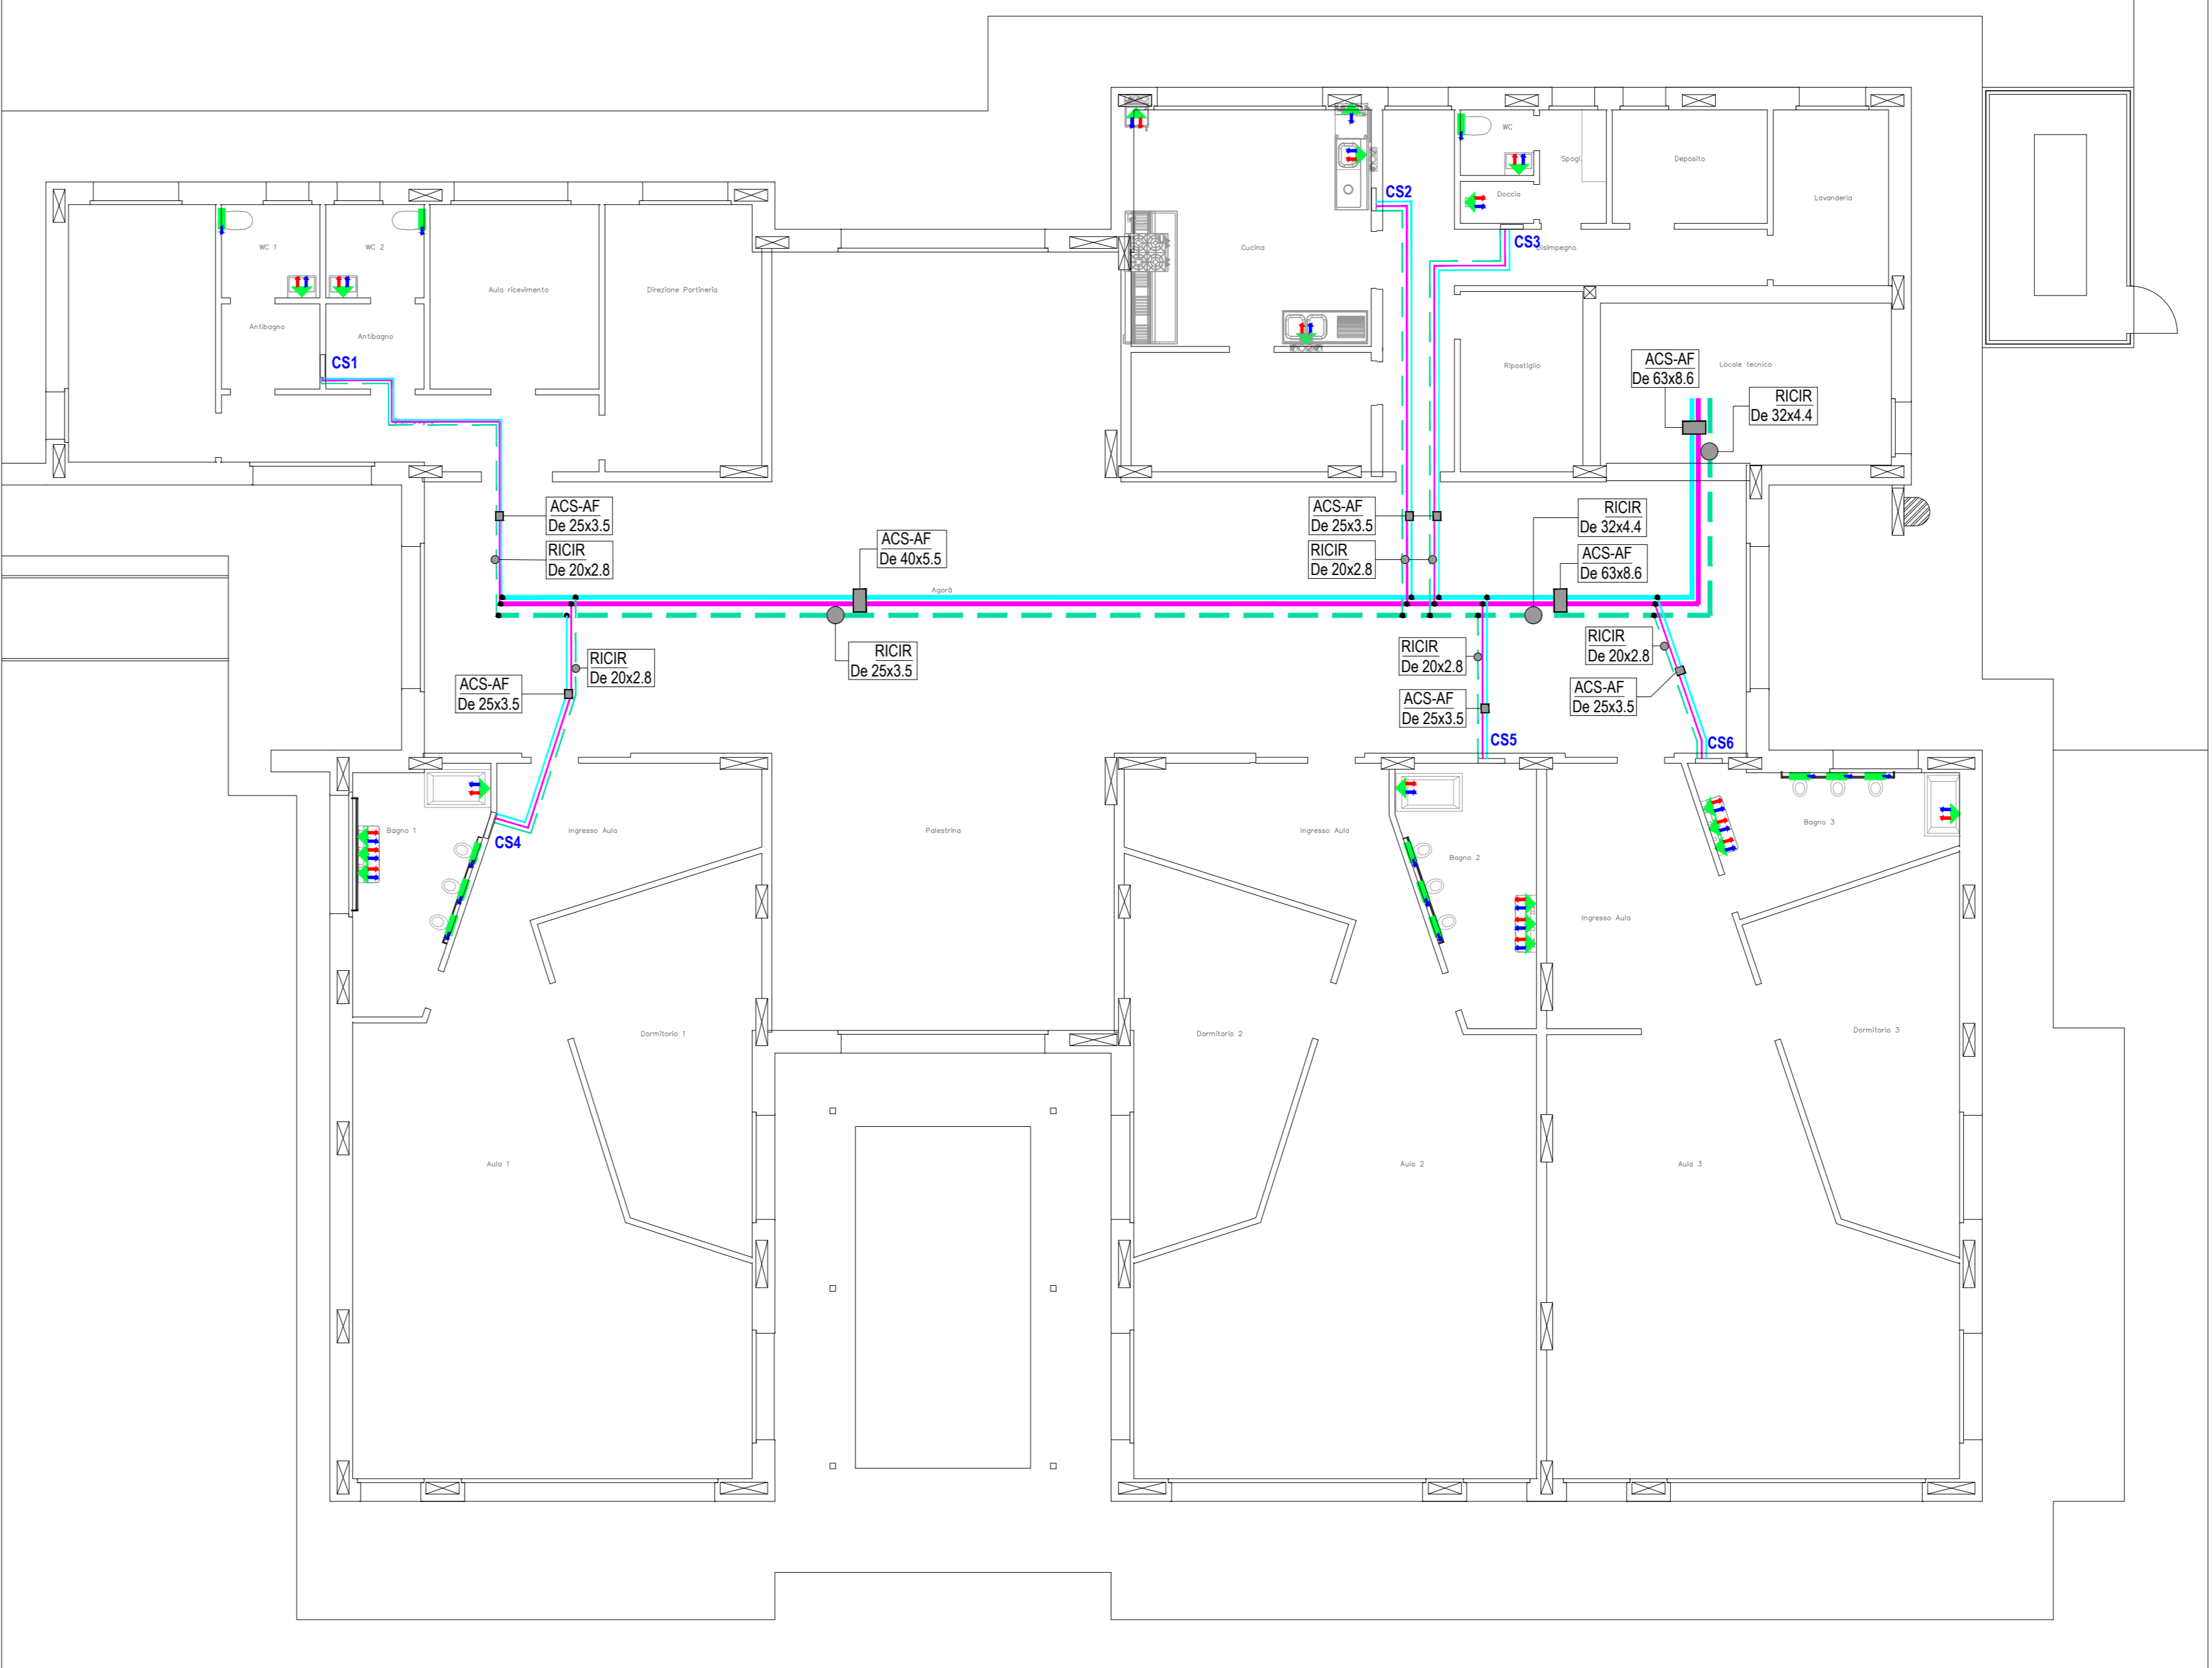 WC
Spogl.
Deposito
CS2
Doccia
Lavanderia
WC 1
WC 2
Cucina
CS3
Disimpegno
Aula ricevimento
Direzione Portineria
Antibagno
Antibagno
CS1
Ripostiglio
ACS-AF
De 63x8.6
Locale tecnico
RICIR
De 32x4.4
ACS-AF
De 25x3.5
RICIR
De 20x2.8
ACS-AF
De 40x5.5
ACS-AF
De 25x3.5
RICIR
De 20x2.8
RICIR
De 32x4.4
ACS-AF
De 63x8.6
Agorà
RICIR
De 20x2.8
ACS-AF
De 25x3.5
RICIR
De 25x3.5
RICIR
De 20x2.8
ACS-AF
De 25x3.5
RICIR
De 20x2.8
ACS-AF
De 25x3.5
CS5
CS6
Bagno 1
CS4
Ingresso Aula
Palestrina
Ingresso Aula
Bagno 2
Bagno 3
Ingresso Aula
Dormitorio 1
Dormitorio 2
Dormitorio 3
Aula 1
Aula 2
Aula 3